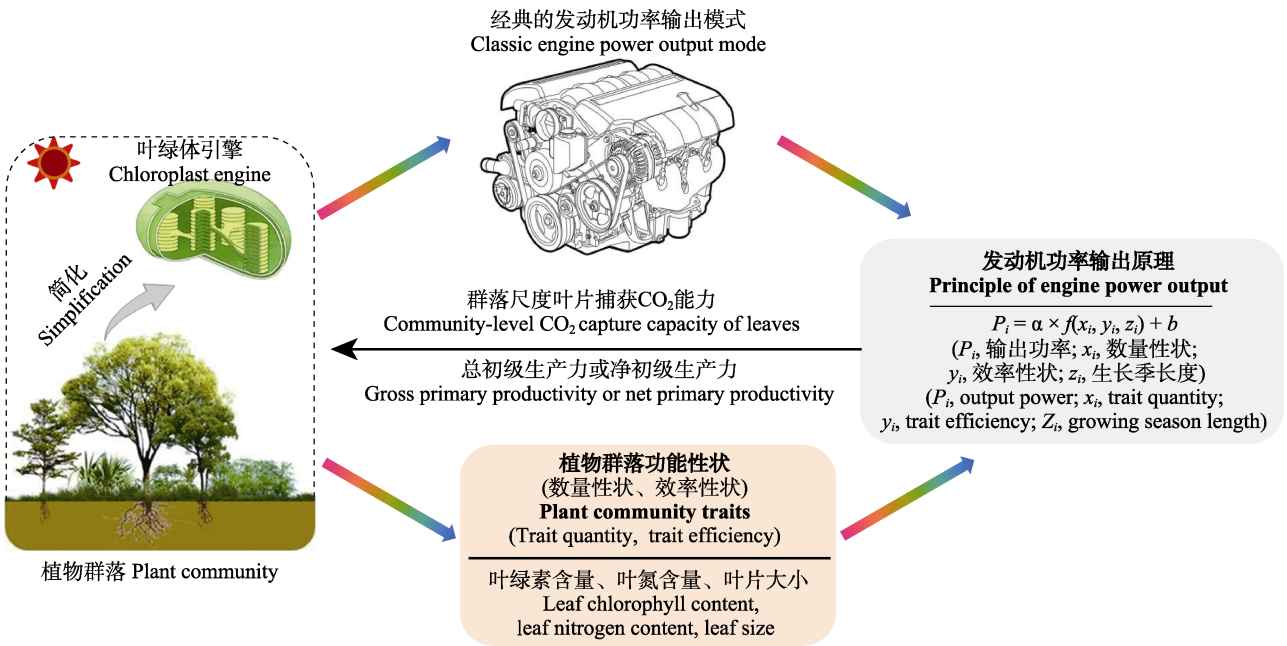 经典的发动机功率输出模式
Classic engine power output mode
叶绿体引擎
Chloroplast engine
简化
Simplification
植物群落 Plant community
群落尺度叶片捕获CO₂能力
Community-level CO₂ capture capacity of leaves
总初级生产力或净初级生产力
Gross primary productivity or net primary productivity
发动机功率输出原理
Principle of engine power output
Pᵢ = α × f(xᵢ, yᵢ, zᵢ) + b
(Pᵢ, 输出功率; xᵢ, 数量性状;
yᵢ, 效率性状; zᵢ, 生长季长度)
(Pᵢ, output power; xᵢ, trait quantity;
yᵢ, trait efficiency; Zᵢ, growing season length)
植物群落功能性状
(数量性状、效率性状)
Plant community traits
(Trait quantity, trait efficiency)
叶绿素含量、叶氮含量、叶片大小
Leaf chlorophyll content,
leaf nitrogen content, leaf size